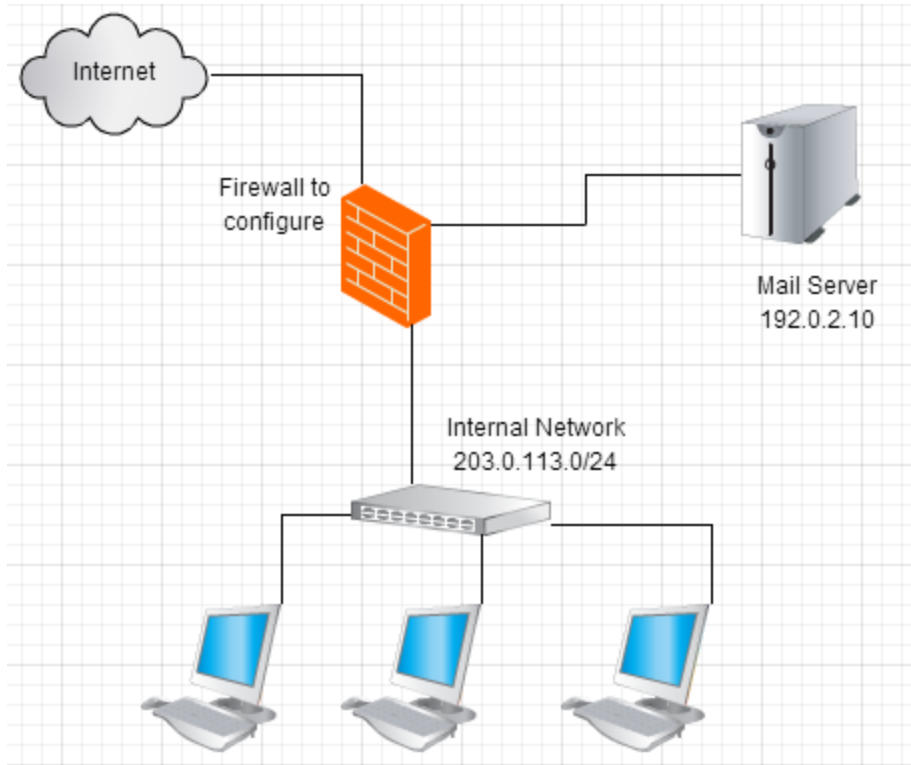 Internet
Firewall to
configure
Mail Server
192.0.2.10
Internal Network
203.0.113.0/24